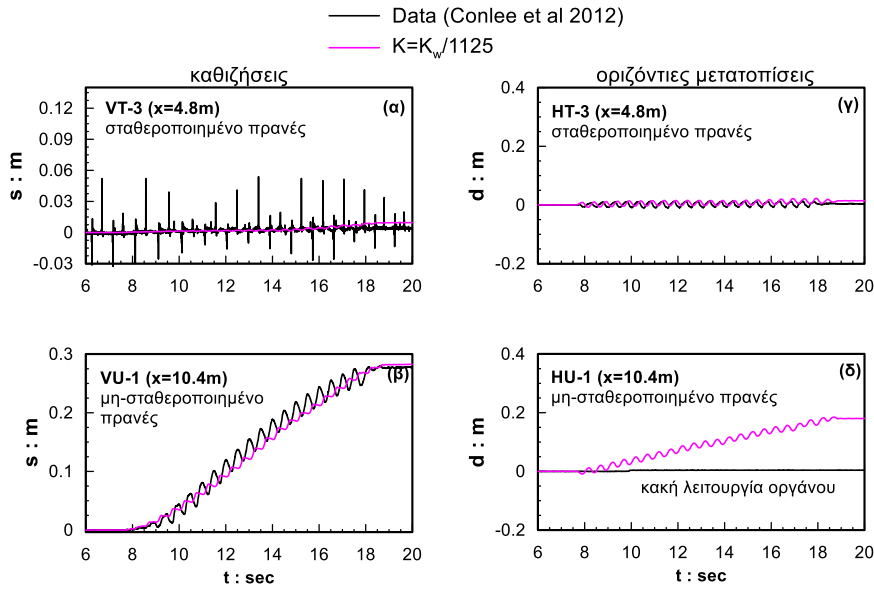 Data (Conlee et al 2012)
K=Kw/1125
καθιζήσεις
οριζόντιες μετατοπίσεις
s : m
0.12
0.09
0.06
0.03
0
-0.03
VT-3 (x=4.8m)
(α)
σταθεροποιημένο πρανές
6 8 10 12 14 16 18 20
d : m
0.4
0.2
0
-0.2
HT-3 (x=4.8m)
(γ)
σταθεροποιημένο πρανές
6 8 10 12 14 16 18 20
s : m
0.3
0.2
0.1
0
VU-1 (x=10.4m)
(β)
μη-σταθεροποιημένο
πρανές
6 8 10 12 14 16 18 20
t : sec
d : m
0.4
0.2
0
-0.2
HU-1 (x=10.4m)
(δ)
μη-σταθεροποιημένο πρανές
κακή λειτουργία οργάνου
6 8 10 12 14 16 18 20
t : sec